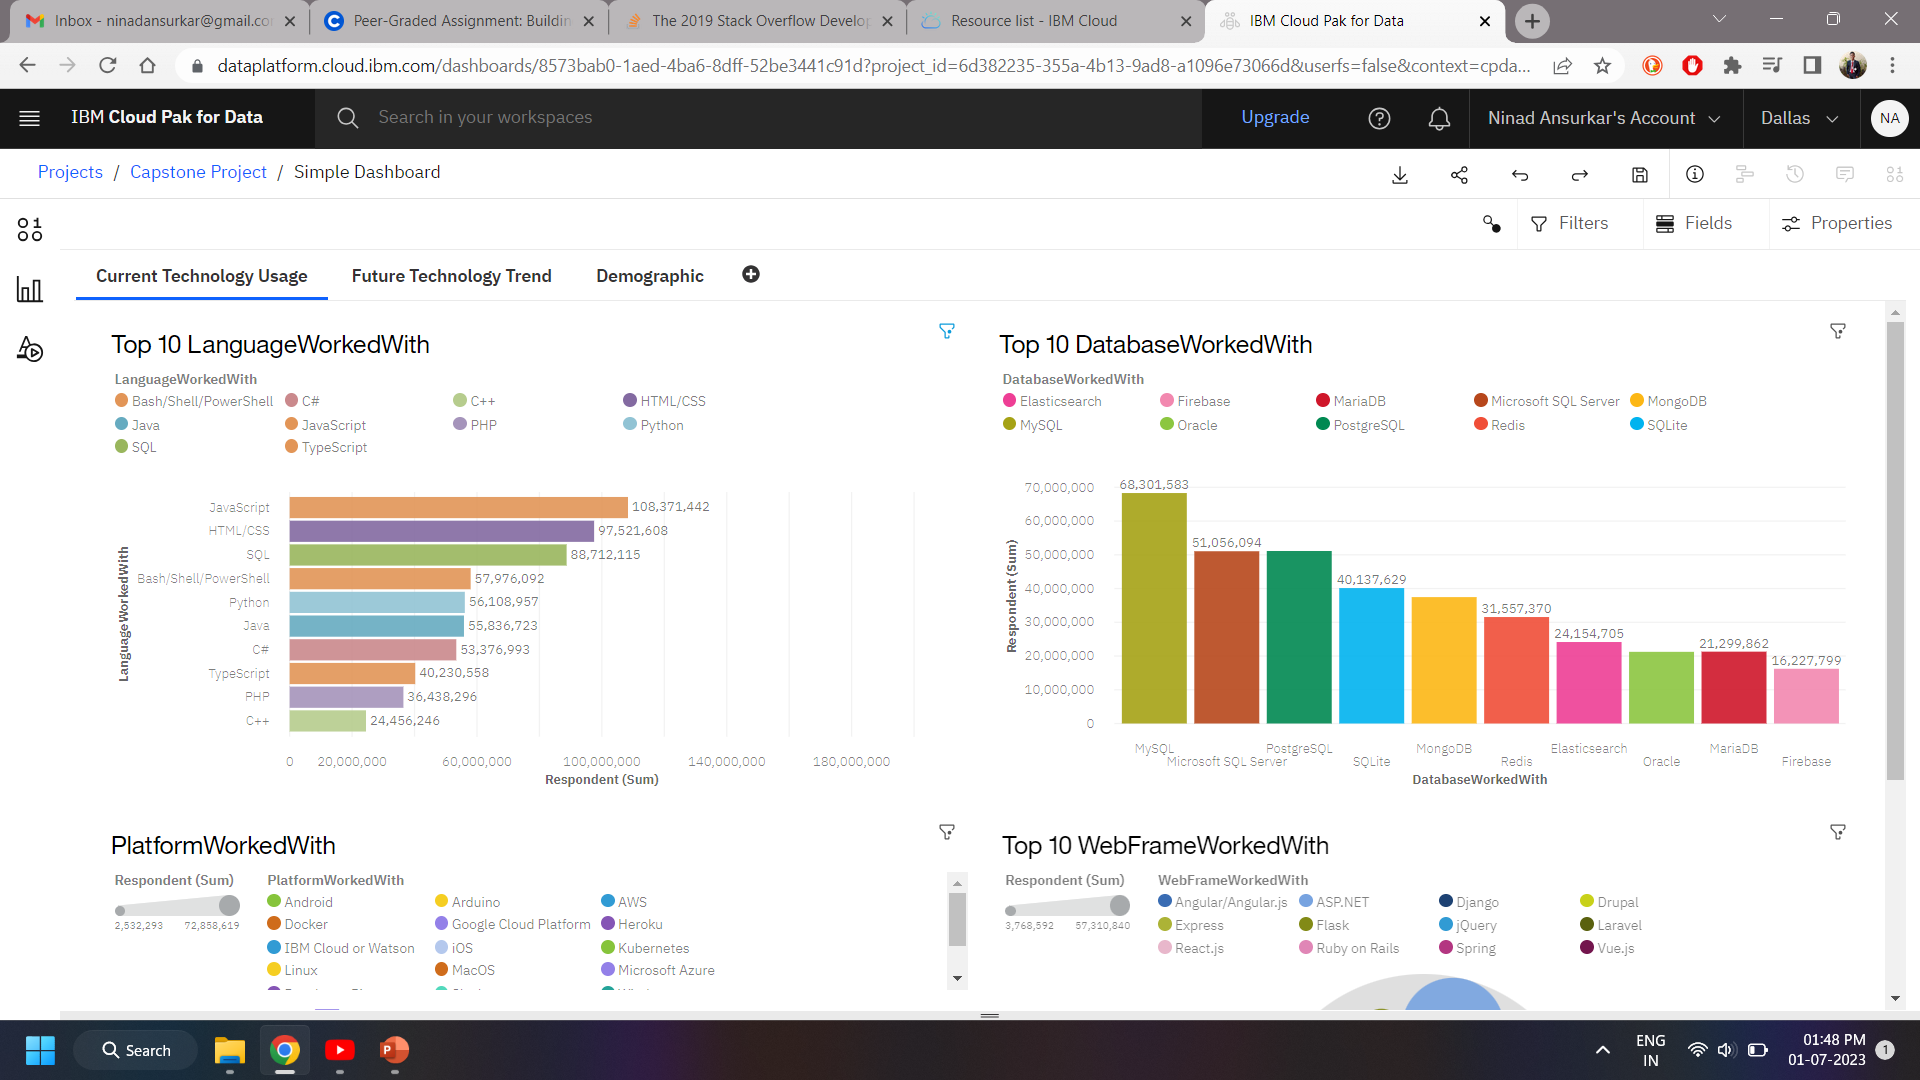 Inbox - ninadansurkar@gmail.co
Peer-Graded Assignment: Buildin
The 2019 Stack Overflow Develop
Resource list - IBM Cloud
IBM Cloud Pak for Data
dataplatform.cloud.ibm.com/dashboards/8573bab0-1aed-4ba6-8dff-52be3441c91d?project_id=6d382235-355a-4b13-9ad8-a1096e73066d&userfs=false&context=cpda...
IBM Cloud Pak for Data
Search in your workspaces
Upgrade
Ninad Ansurkar's Account
Dallas
NA
Projects / Capstone Project / Simple Dashboard
Filters
Fields
Properties
Current Technology Usage
Future Technology Trend
Demographic
Top 10 LanguageWorkedWith
LanguageWorkedWith
Bash/Shell/PowerShell C# C++ HTML/CSS
Java JavaScript PHP Python
SQL TypeScript
LanguageWorkedWith
JavaScript 108,371,442
HTML/CSS 97,521,608
SQL 88,712,115
Bash/Shell/PowerShell 57,976,092
Python 56,108,957
Java 55,836,723
C# 53,376,993
TypeScript 40,230,558
PHP 36,438,296
C++ 24,456,246
0 20,000,000 60,000,000 100,000,000 140,000,000 180,000,000
Respondent (Sum)
Top 10 DatabaseWorkedWith
DatabaseWorkedWith
Elasticsearch Firebase MariaDB Microsoft SQL Server MongoDB
MySQL Oracle PostgreSQL Redis SQLite
Respondent (Sum)
70,000,000
60,000,000
50,000,000
40,000,000
30,000,000
20,000,000
10,000,000
0
68,301,583
51,056,094
40,137,629
31,557,370
24,154,705
21,299,862
16,227,799
MySQL PostgreSQL MongoDB Elasticsearch MariaDB
Microsoft SQL Server SQLite Redis Oracle Firebase
DatabaseWorkedWith
PlatformWorkedWith
Respondent (Sum)
2,532,293 72,858,619
PlatformWorkedWith
Android Arduino AWS
Docker Google Cloud Platform Heroku
IBM Cloud or Watson iOS Kubernetes
Linux MacOS Microsoft Azure
Top 10 WebFrameWorkedWith
Respondent (Sum)
3,768,592 57,310,840
WebFrameWorkedWith
Angular/Angular.js ASP.NET Django Drupal
Express Flask jQuery Laravel
React.js Ruby on Rails Spring Vue.js
Search
ENG
IN
01:48 PM
01-07-2023
1